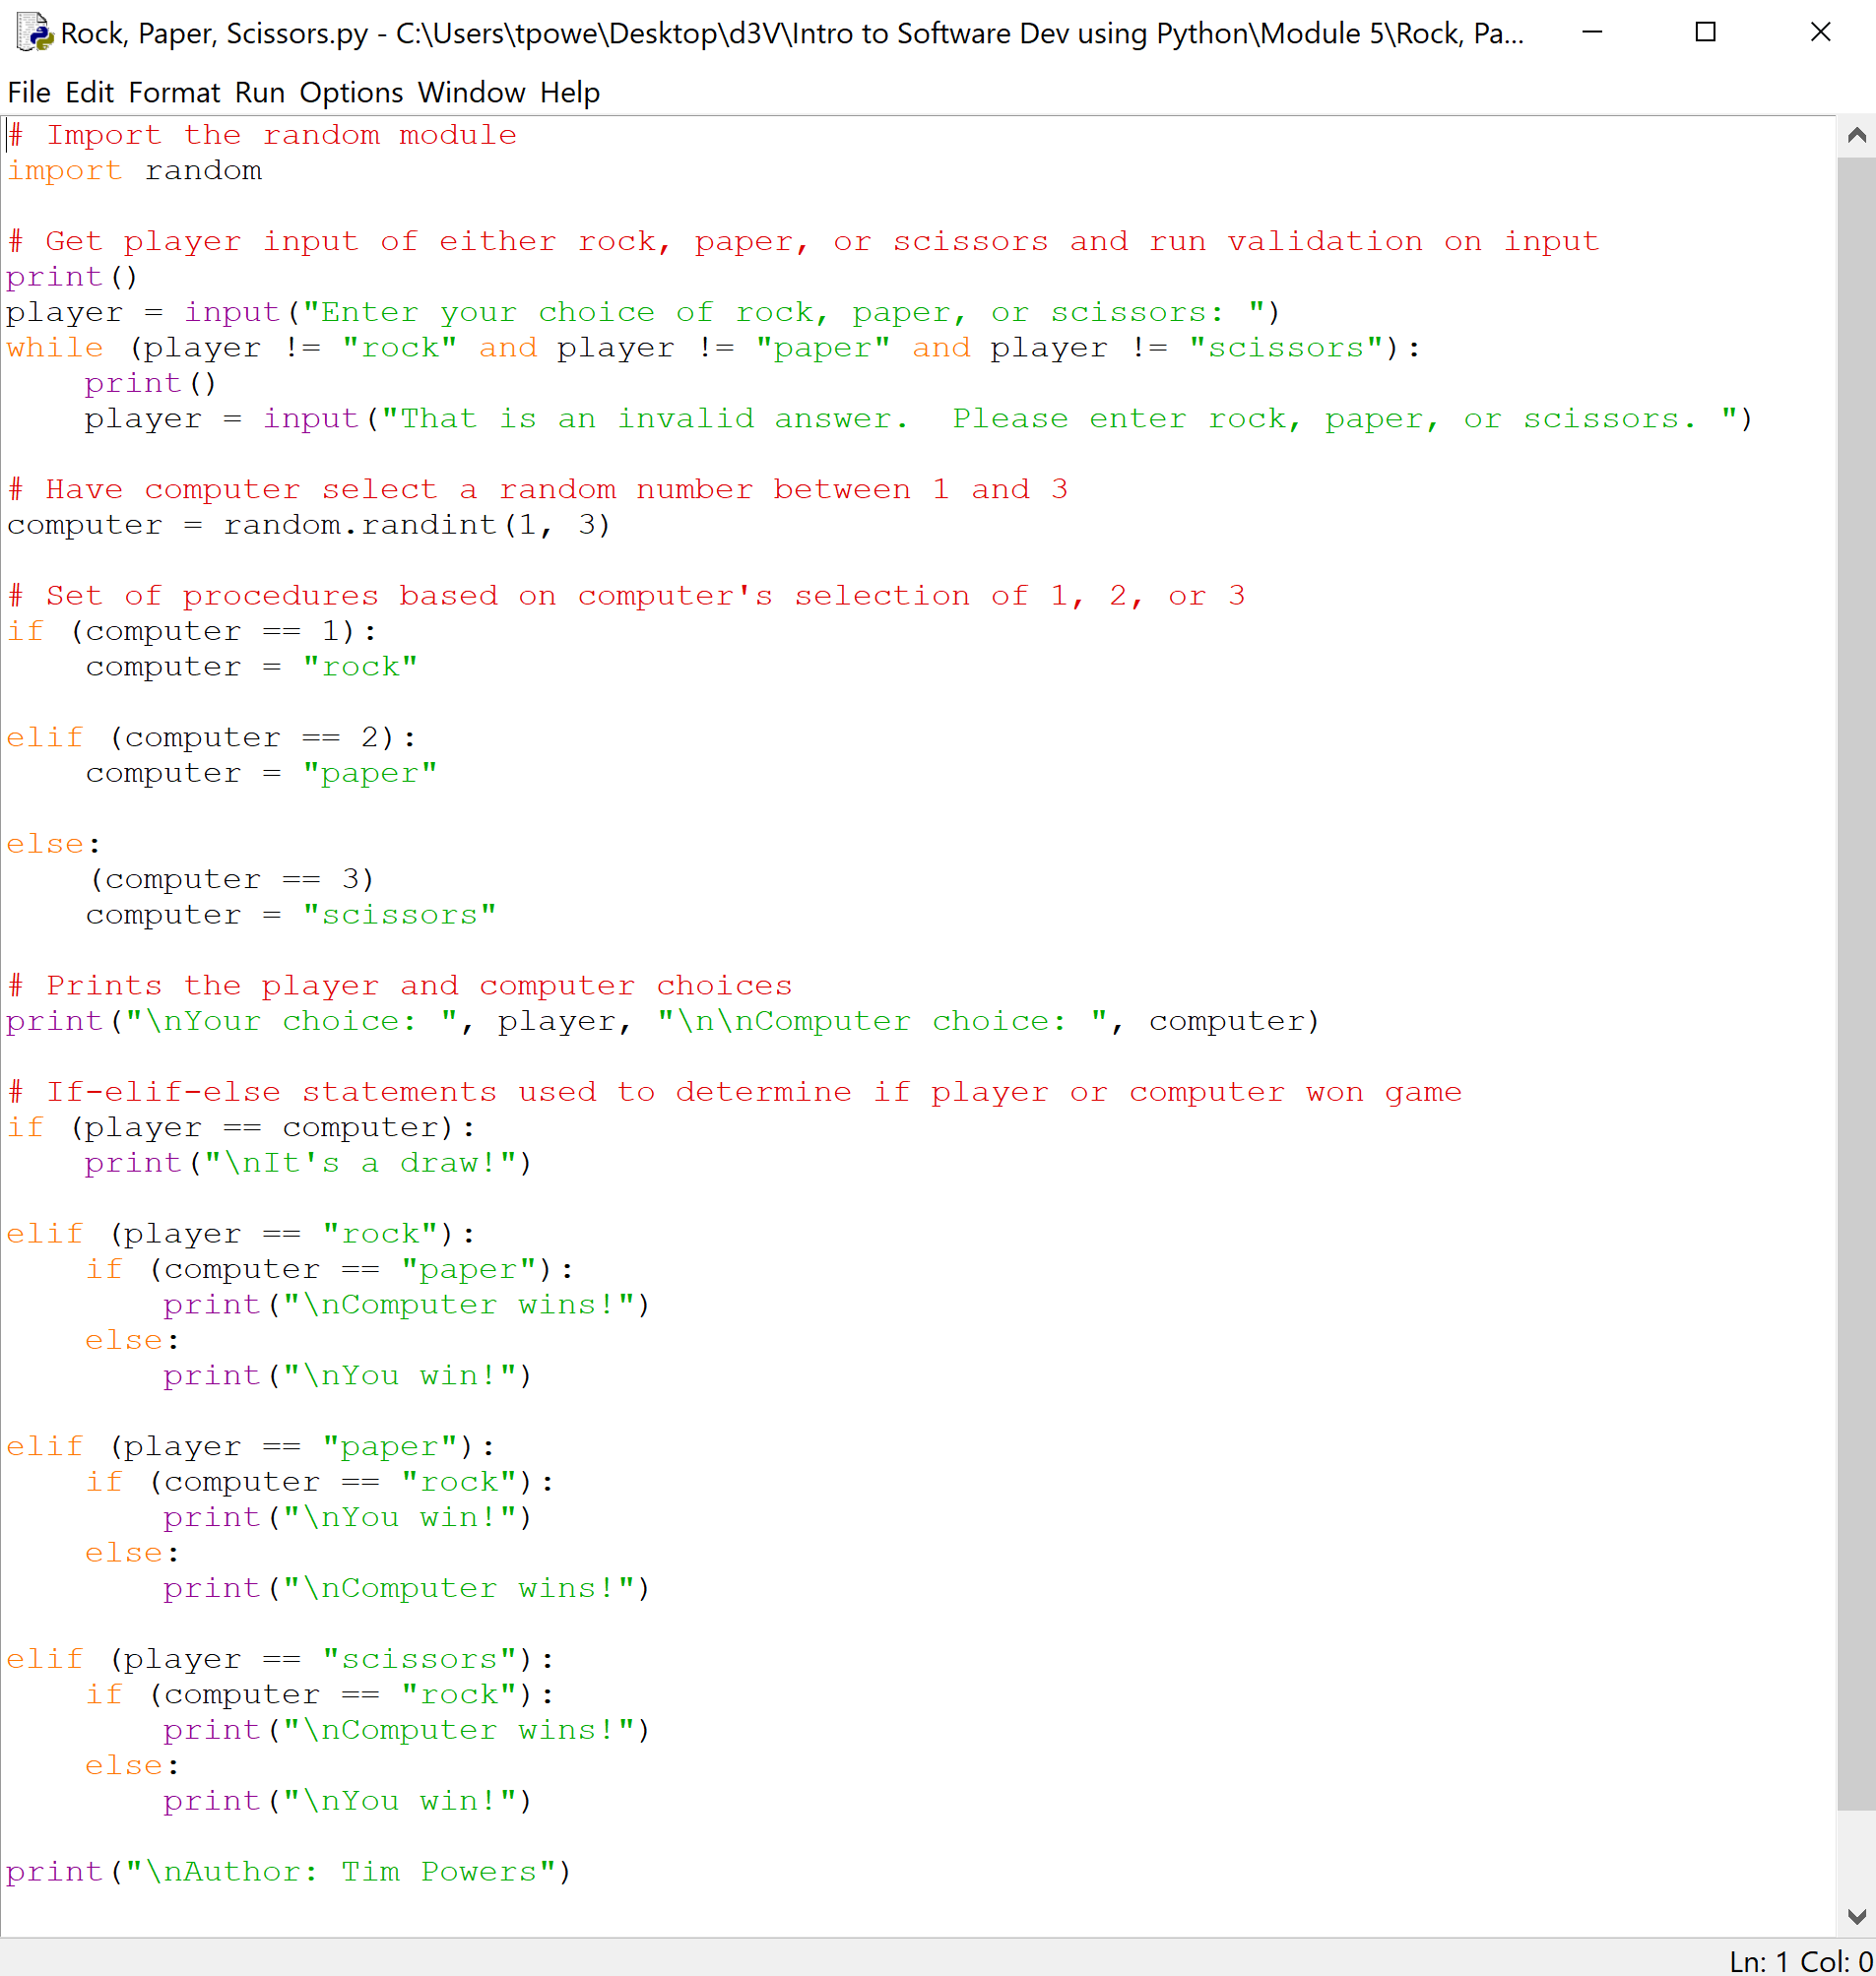 Rock, Paper, Scissors.py - C:\Users\tpowe\Desktop\d3V\Intro to Software Dev using Python\Module 5\Rock, Pa...
File Edit Format Run Options Window Help
# Import the random module
import random

# Get player input of either rock, paper, or scissors and run validation on input
print()
player = input("Enter your choice of rock, paper, or scissors: ")
while (player != "rock" and player != "paper" and player != "scissors"):
    print()
    player = input("That is an invalid answer.  Please enter rock, paper, or scissors. ")

# Have computer select a random number between 1 and 3
computer = random.randint(1, 3)

# Set of procedures based on computer's selection of 1, 2, or 3
if (computer == 1):
    computer = "rock"

elif (computer == 2):
    computer = "paper"

else:
    (computer == 3)
    computer = "scissors"

# Prints the player and computer choices
print("\nYour choice: ", player, "\n\nComputer choice: ", computer)

# If-elif-else statements used to determine if player or computer won game
if (player == computer):
    print("\nIt's a draw!")

elif (player == "rock"):
    if (computer == "paper"):
        print("\nComputer wins!")
    else:
        print("\nYou win!")

elif (player == "paper"):
    if (computer == "rock"):
        print("\nYou win!")
    else:
        print("\nComputer wins!")

elif (player == "scissors"):
    if (computer == "rock"):
        print("\nComputer wins!")
    else:
        print("\nYou win!")

print("\nAuthor: Tim Powers")
Ln: 1 Col: 0